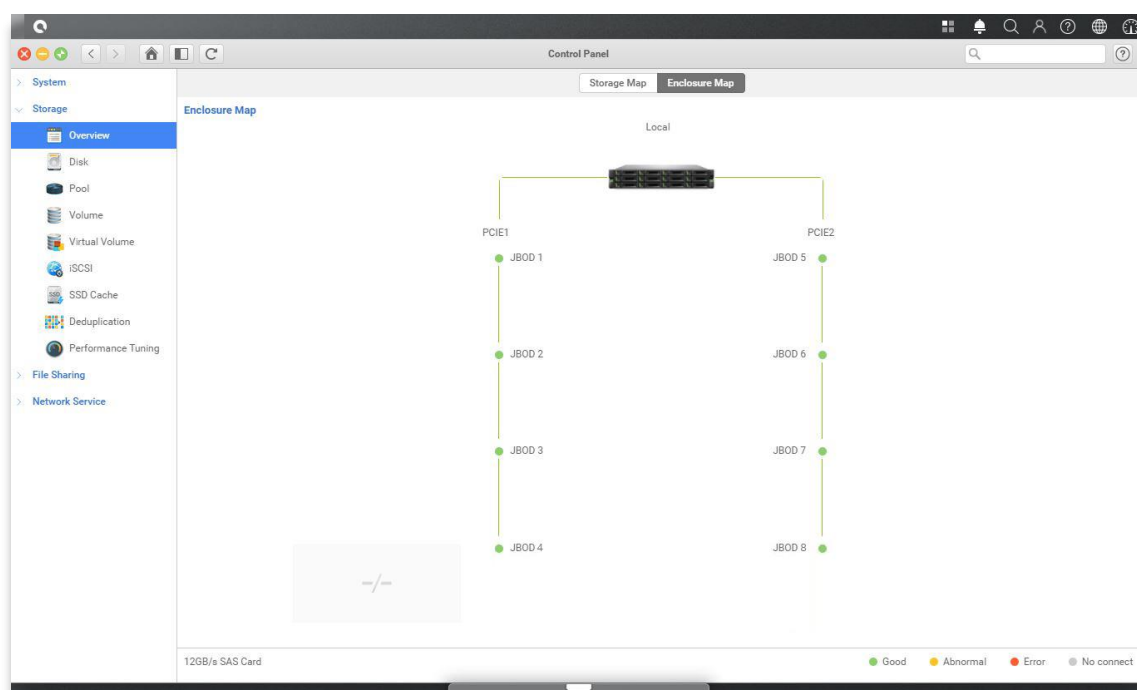 Control Panel
System
Storage
Overview
Disk
Pool
Volume
Virtual Volume
iSCSI
SSD Cache
Deduplication
Performance Tuning
File Sharing
Network Service
Storage Map Enclosure Map
Enclosure Map
Local
PCIE1 PCIE2
JBOD 1 JBOD 5
JBOD 2 JBOD 6
JBOD 3 JBOD 7
JBOD 4 JBOD 8
-/-
12GB/s SAS Card Good Abnormal Error No connect